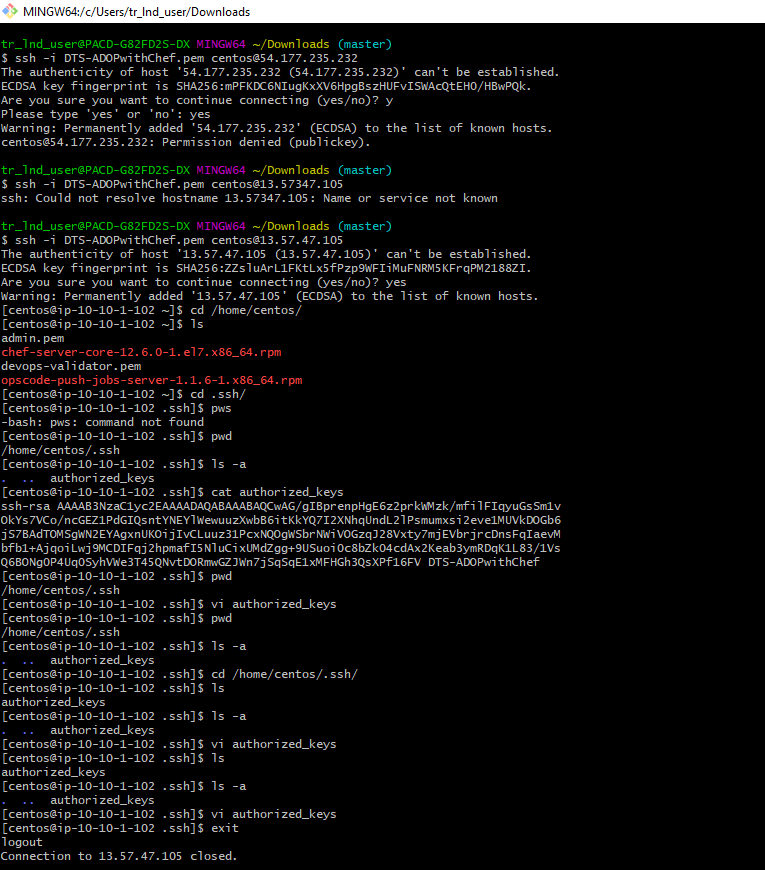 MINGW64:/c/Users/tr_lnd_user/Downloads
tr_lnd_user@PACD-G82FD2S-DX MINGW64 ~/Downloads (master)
$ ssh -i DTS-ADOPwithChef.pem centos@54.177.235.232
The authenticity of host '54.177.235.232 (54.177.235.232)' can't be established.
ECDSA key fingerprint is SHA256:mPFKDC6NIugKxXV6HpgBszHUFvISWAcQtEHO/HBwPQk.
Are you sure you want to continue connecting (yes/no)? y
Please type 'yes' or 'no': yes
Warning: Permanently added '54.177.235.232' (ECDSA) to the list of known hosts.
centos@54.177.235.232: Permission denied (publickey).
tr_lnd_user@PACD-G82FD2S-DX MINGW64 ~/Downloads (master)
$ ssh -i DTS-ADOPwithChef.pem centos@13.57347.105
ssh: Could not resolve hostname 13.57347.105: Name or service not known
tr_lnd_user@PACD-G82FD2S-DX MINGW64 ~/Downloads (master)
$ ssh -i DTS-ADOPwithChef.pem centos@13.57.47.105
The authenticity of host '13.57.47.105 (13.57.47.105)' can't be established.
ECDSA key fingerprint is SHA256:ZZsluArL1FKtLx5fPzp9WFIiMuFNRM5KFrqPM2188ZI.
Are you sure you want to continue connecting (yes/no)? yes
Warning: Permanently added '13.57.47.105' (ECDSA) to the list of known hosts.
[centos@ip-10-10-1-102 ~]$ cd /home/centos/
[centos@ip-10-10-1-102 ~]$ ls
admin.pem
chef-server-core-12.6.0-1.el7.x86_64.rpm
devops-validator.pem
opscode-push-jobs-server-1.1.6-1.x86_64.rpm
[centos@ip-10-10-1-102 ~]$ cd .ssh/
[centos@ip-10-10-1-102 .ssh]$ pws
-bash: pws: command not found
[centos@ip-10-10-1-102 .ssh]$ pwd
/home/centos/.ssh
[centos@ip-10-10-1-102 .ssh]$ ls -a
.  ..  authorized_keys
[centos@ip-10-10-1-102 .ssh]$ cat authorized_keys
ssh-rsa AAAAB3NzaC1yc2EAAAADAQABAAABAQCwAG/gIBprenpHgE6z2prkWMzk/mfilFIqyuGsSm1v
OkYs7VCo/ncGEZ1PdGIQsntYNEYlWewuuzXwbB6itKkYQ7I2XNhqUndL2lPsmumxsi2eve1MUVkDOGb6
jS7BAdTOMSgWN2EYAgxnUKOijIvCLuuz31PcxNQOgWSbrNWiVOGzqJ28Vxty7mjEVbrjrcDnsFqIaevM
bfb1+AjqoiLwj9MCDIFqj2hpmafI5NluCixUMdZgg+9USuoiOc8bZkO4cdAx2Keab3ymRDqK1L83/1Vs
Q6BONgOP4UqOSyhVWe3T45QNvtDORmwGZJWn7jSqSqE1xMFHGh3QsXPf16FV DTS-ADOPwithChef
[centos@ip-10-10-1-102 .ssh]$ pwd
/home/centos/.ssh
[centos@ip-10-10-1-102 .ssh]$ vi authorized_keys
[centos@ip-10-10-1-102 .ssh]$ pwd
/home/centos/.ssh
[centos@ip-10-10-1-102 .ssh]$ ls -a
.  ..  authorized_keys
[centos@ip-10-10-1-102 .ssh]$ cd /home/centos/.ssh/
[centos@ip-10-10-1-102 .ssh]$ ls
authorized_keys
[centos@ip-10-10-1-102 .ssh]$ ls -a
.  ..  authorized_keys
[centos@ip-10-10-1-102 .ssh]$ vi authorized_keys
[centos@ip-10-10-1-102 .ssh]$ ls
authorized_keys
[centos@ip-10-10-1-102 .ssh]$ ls -a
.  ..  authorized_keys
[centos@ip-10-10-1-102 .ssh]$ vi authorized_keys
[centos@ip-10-10-1-102 .ssh]$ exit
logout
Connection to 13.57.47.105 closed.